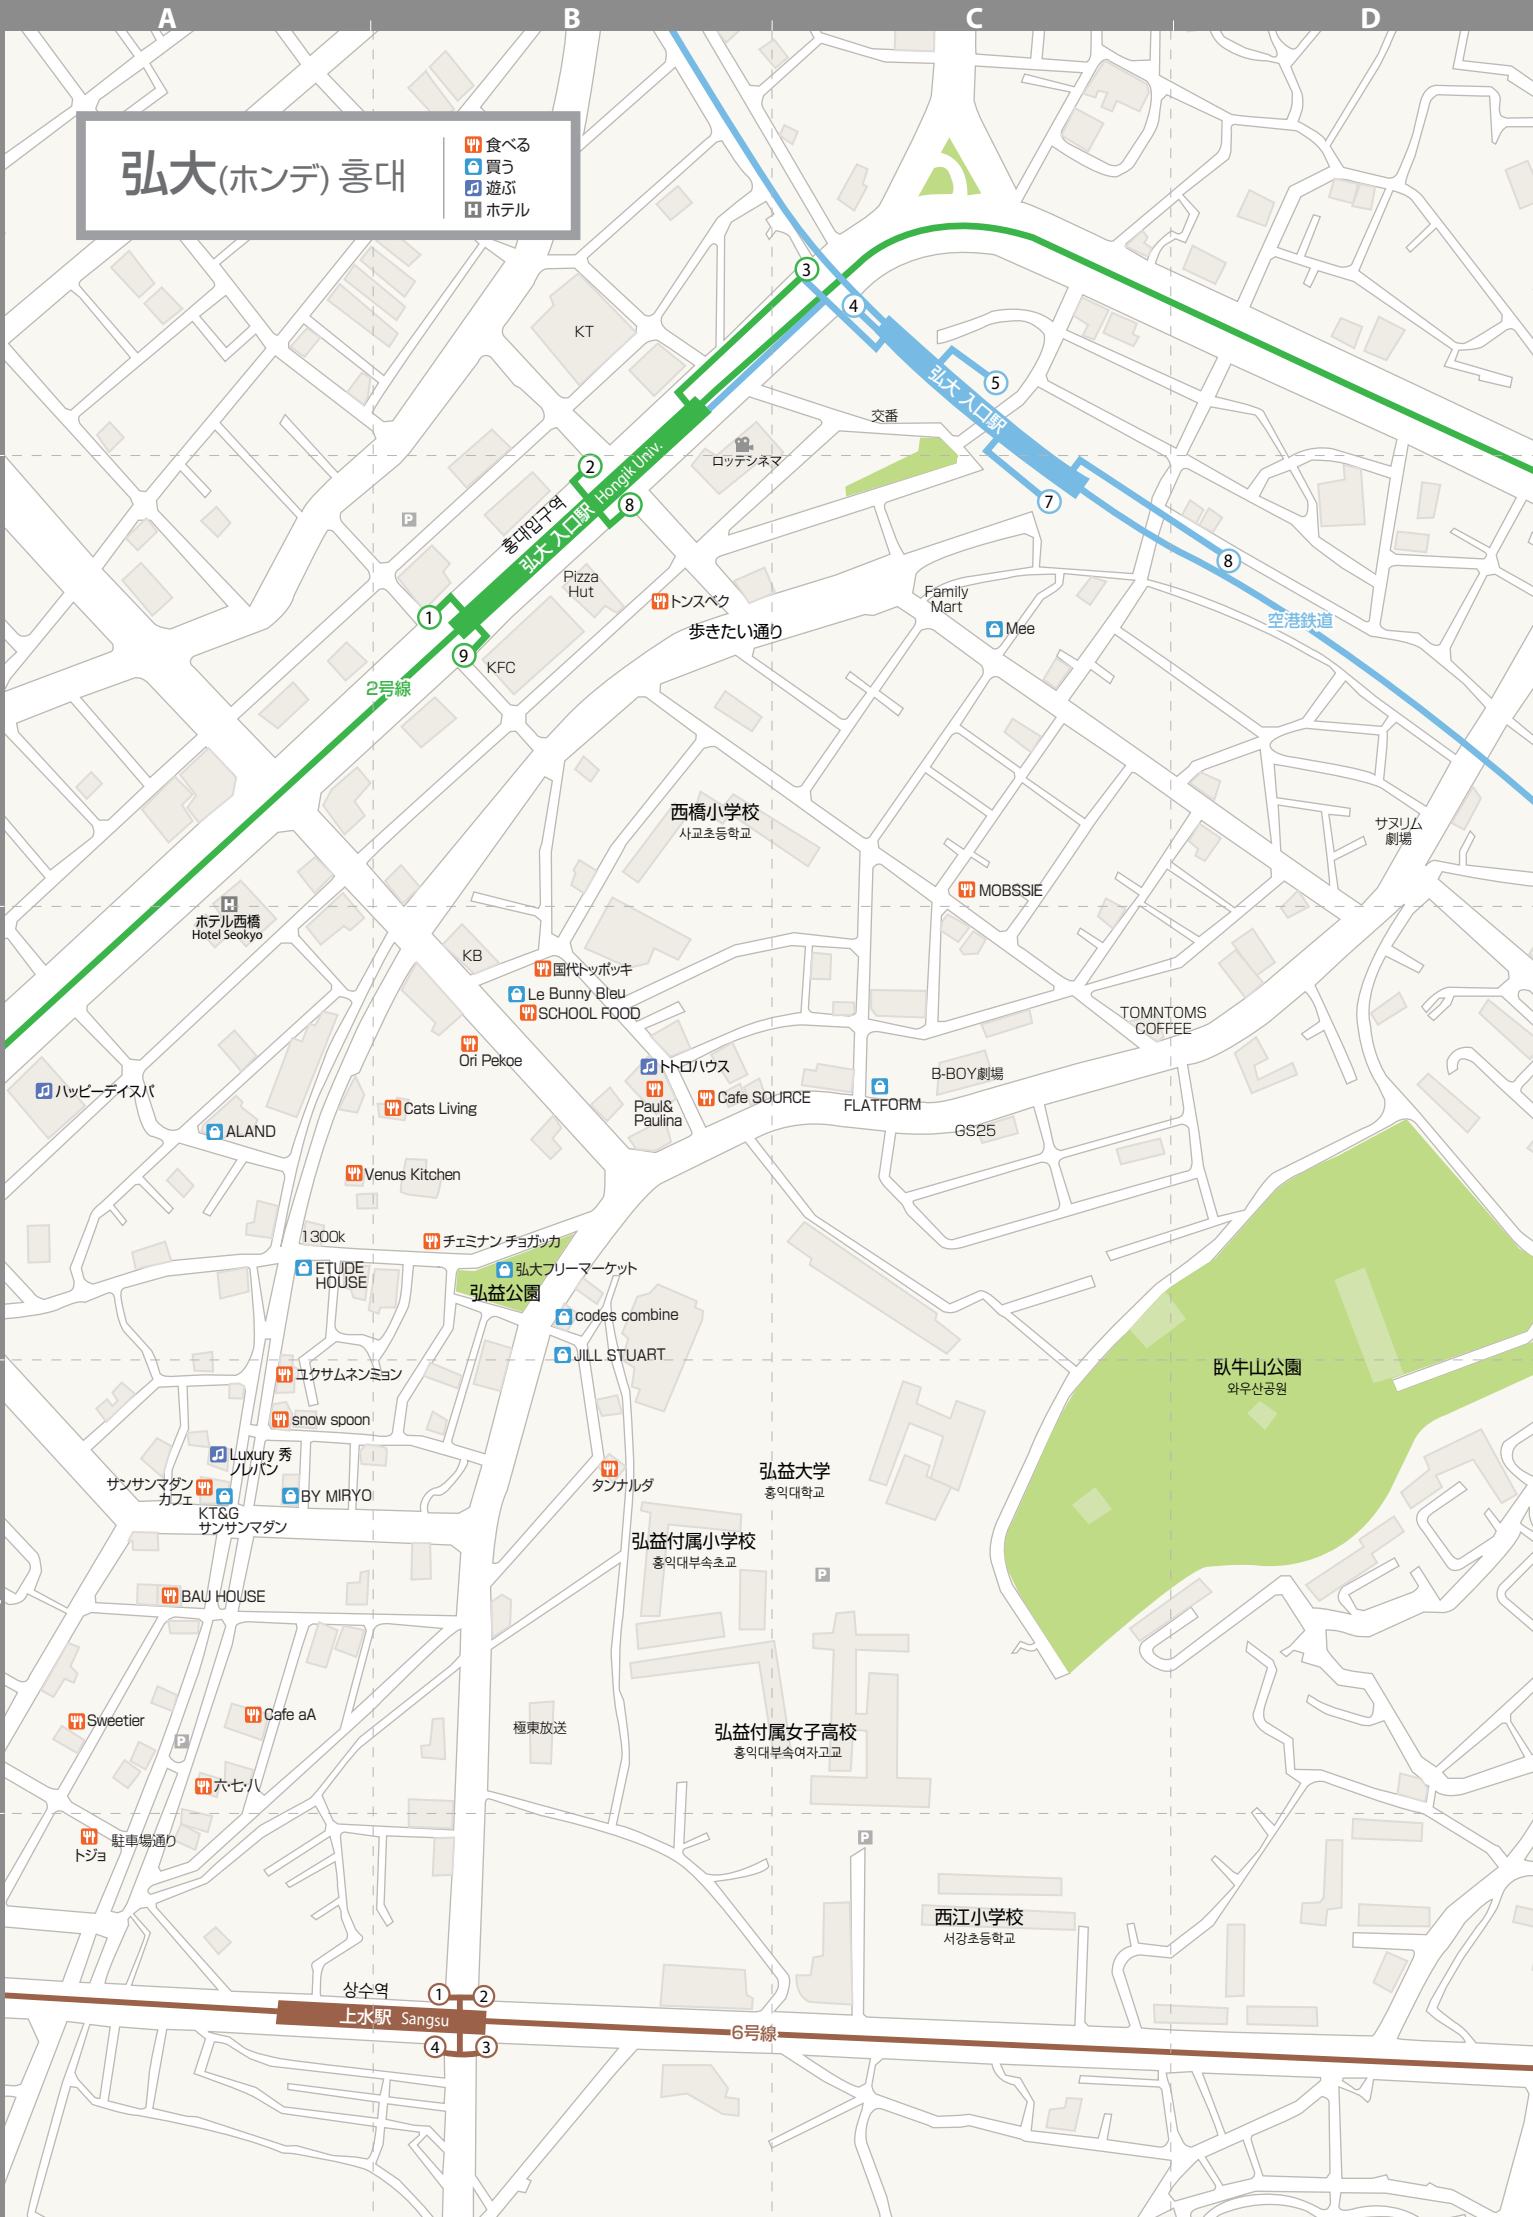 A
B
C
D
弘大(ホンデ) 홍대
食べる
買う
遊ぶ
H ホテル
3
4
KT
5
弘大 入口駅
交番
ロッテシネマ
2
Hongik Univ.
8
7
홍대입구역
弘大 入口駅
P
8
Pizza
Hut
トンスベク
Family
Mart
1
空港鉄道
歩きたい通り
Mee
9
KFC
2号線
西橋小学校
사교초등학교
サヌリム
劇場
MOBSSIE
H
ホテル西橋
Hotel Seokyo
KB
国代トッポッキ
Le Bunny Bleu
SCHOOL FOOD
TOMNTOMS
COFFEE
Ori Pekoe
トトロハウス
B-BOY劇場
ハッピーデイスパ
Paul&
Paulina
Cafe SOURCE
FLATFORM
Cats Living
ALAND
GS25
Venus Kitchen
1300k
チェミナン チョガッカ
ETUDE
HOUSE
弘大フリーマーケット
弘益公園
codes combine
JILL STUART
臥牛山公園
와우산공원
ユクサムネンミョン
snow spoon
Luxury 秀
ノレバン
弘益大学
홍익대학교
サンサンマダン
カフェ
タンナルダ
BY MIRYO
KT&G
サンサンマダン
弘益付属小学校
홍익대부속초교
P
BAU HOUSE
Sweetier
Cafe aA
極東放送
弘益付属女子高校
홍익대부속여자고교
P
六・七・八
トジョ
駐車場通り
P
西江小学校
서강초등학교
상수역
1
2
上水駅 Sangsu
6号線
4
3